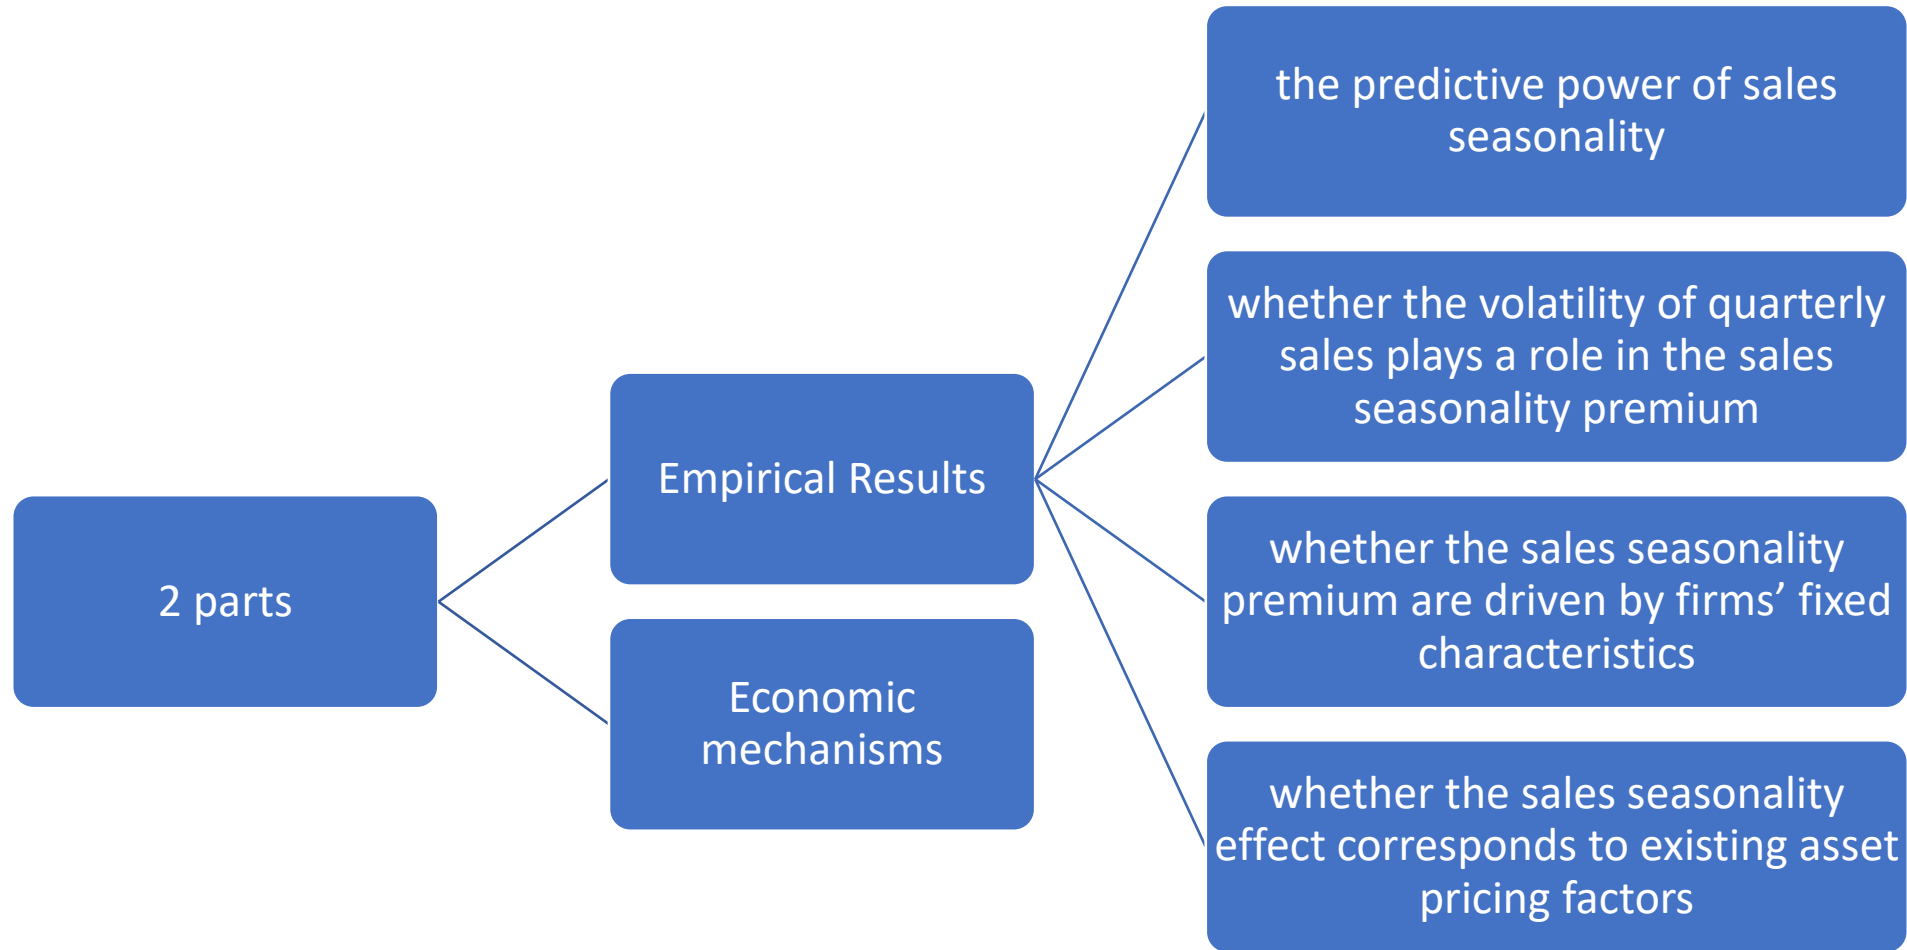 2 parts
Empirical Results
Economic
mechanisms
the predictive power of sales
seasonality
whether the volatility of quarterly
sales plays a role in the sales
seasonality premium
whether the sales seasonality
premium are driven by firms’ fixed
characteristics
whether the sales seasonality
effect corresponds to existing asset
pricing factors